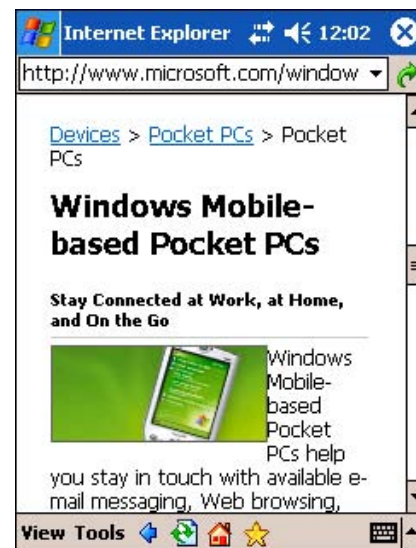 Internet Explorer 12:02
http://www.microsoft.com/window
Devices > Pocket PCs > Pocket
PCs
Windows Mobile-
based Pocket PCs
Stay Connected at Work, at Home,
and On the Go
Windows
Mobile-
based
Pocket
PCs help
you stay in touch with available e-
mail messaging, Web browsing,
View Tools